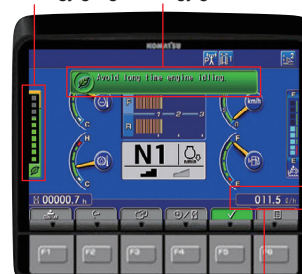 KOMATSU
Avoid long time engine idling.
F
1 2 3
R
km/h
C
H
F
N1
C
E
00000.7 h
011.5 ℓ/h
F1 F2 F3 F4 F5 F6